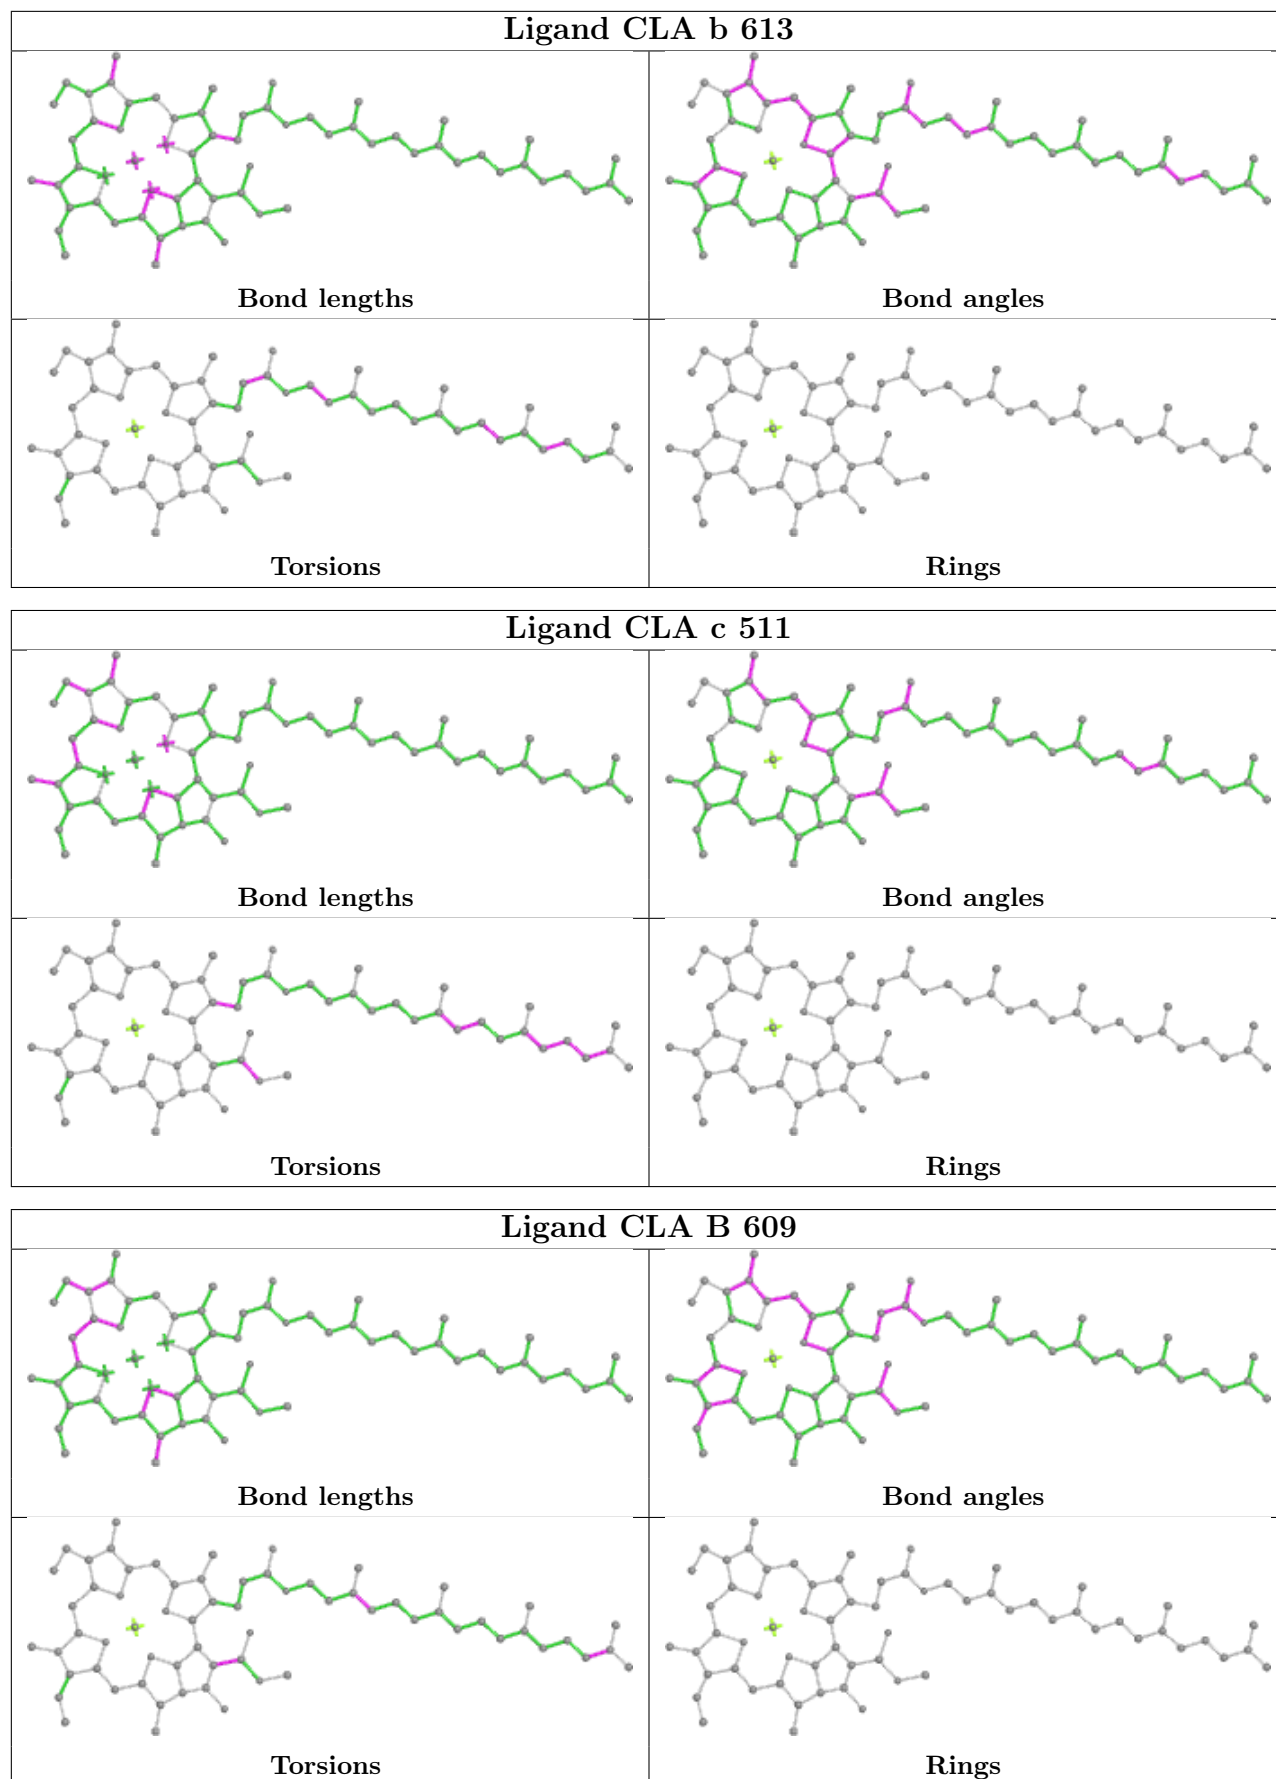 Ligand CLA b 613
Bond lengths
Bond angles
Torsions
Rings
Ligand CLA c 511
Bond lengths
Bond angles
Torsions
Rings
Ligand CLA B 609
Bond lengths
Bond angles
Torsions
Rings